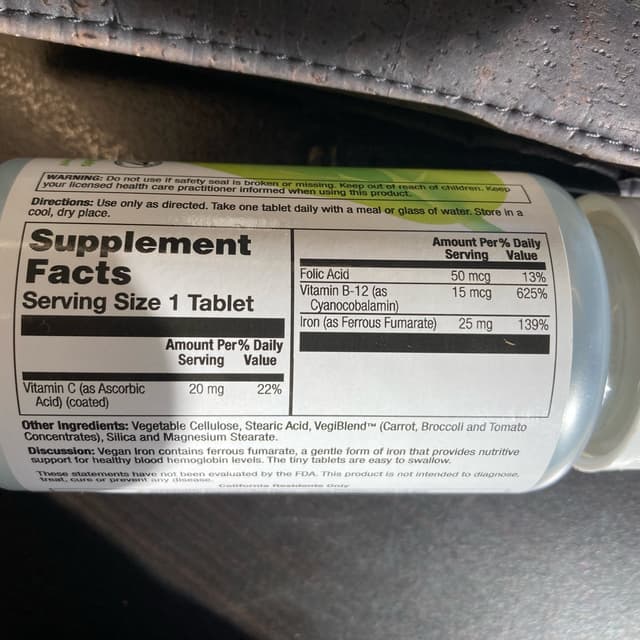 WARNING: Do not use if safety seal is broken or missing. Keep out of reach of children. Keep
your licensed health care practitioner informed when using this product.
Directions: Use only as directed. Take one tablet daily with a meal or glass of water. Store in a
cool, dry place.
Supplement
Facts
Serving Size 1 Tablet
Amount Per % Daily
Serving Value
Vitamin C (as Ascorbic 20 mg 22%
Acid) (coated)
Amount Per % Daily
Serving Value
Folic Acid 50 mcg 13%
Vitamin B-12 (as 15 mcg 625%
Cyanocobalamin)
Iron (as Ferrous Fumarate) 25 mg 139%
Other Ingredients: Vegetable Cellulose, Stearic Acid, VegiBlend™ (Carrot, Broccoli and Tomato
Concentrates), Silica and Magnesium Stearate.
Discussion: Vegan Iron contains ferrous fumarate, a gentle form of iron that provides nutritive
support for healthy blood hemoglobin levels. The tiny tablets are easy to swallow.
These statements have not been evaluated by the FDA. This product is not intended to diagnose,
treat, cure or prevent any disease.
California Residents Only